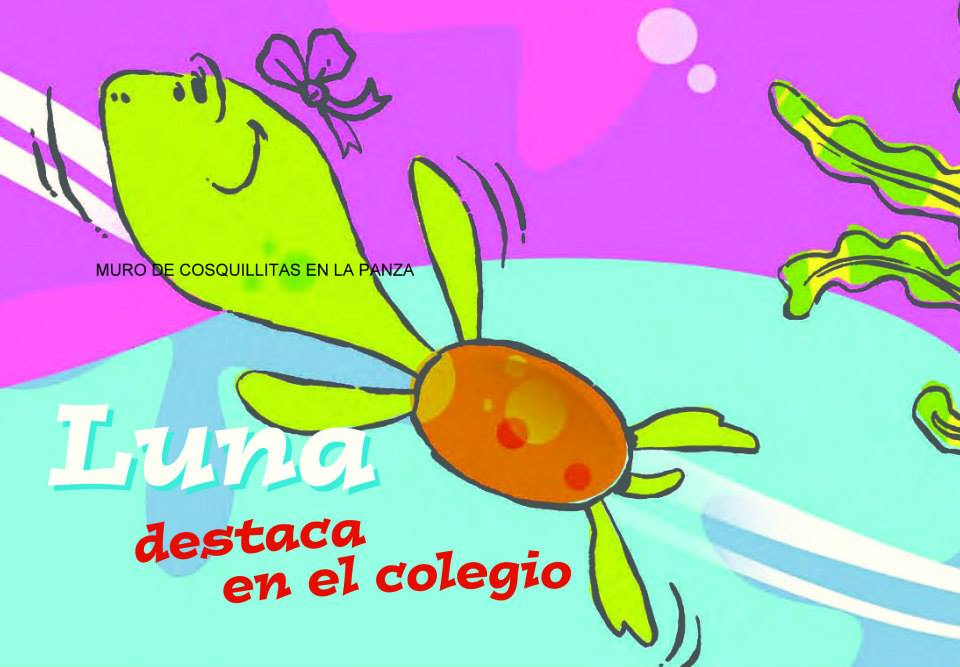 MURO DE COSQUILLITAS EN LA PANZA
Luna
destaca
en el colegio